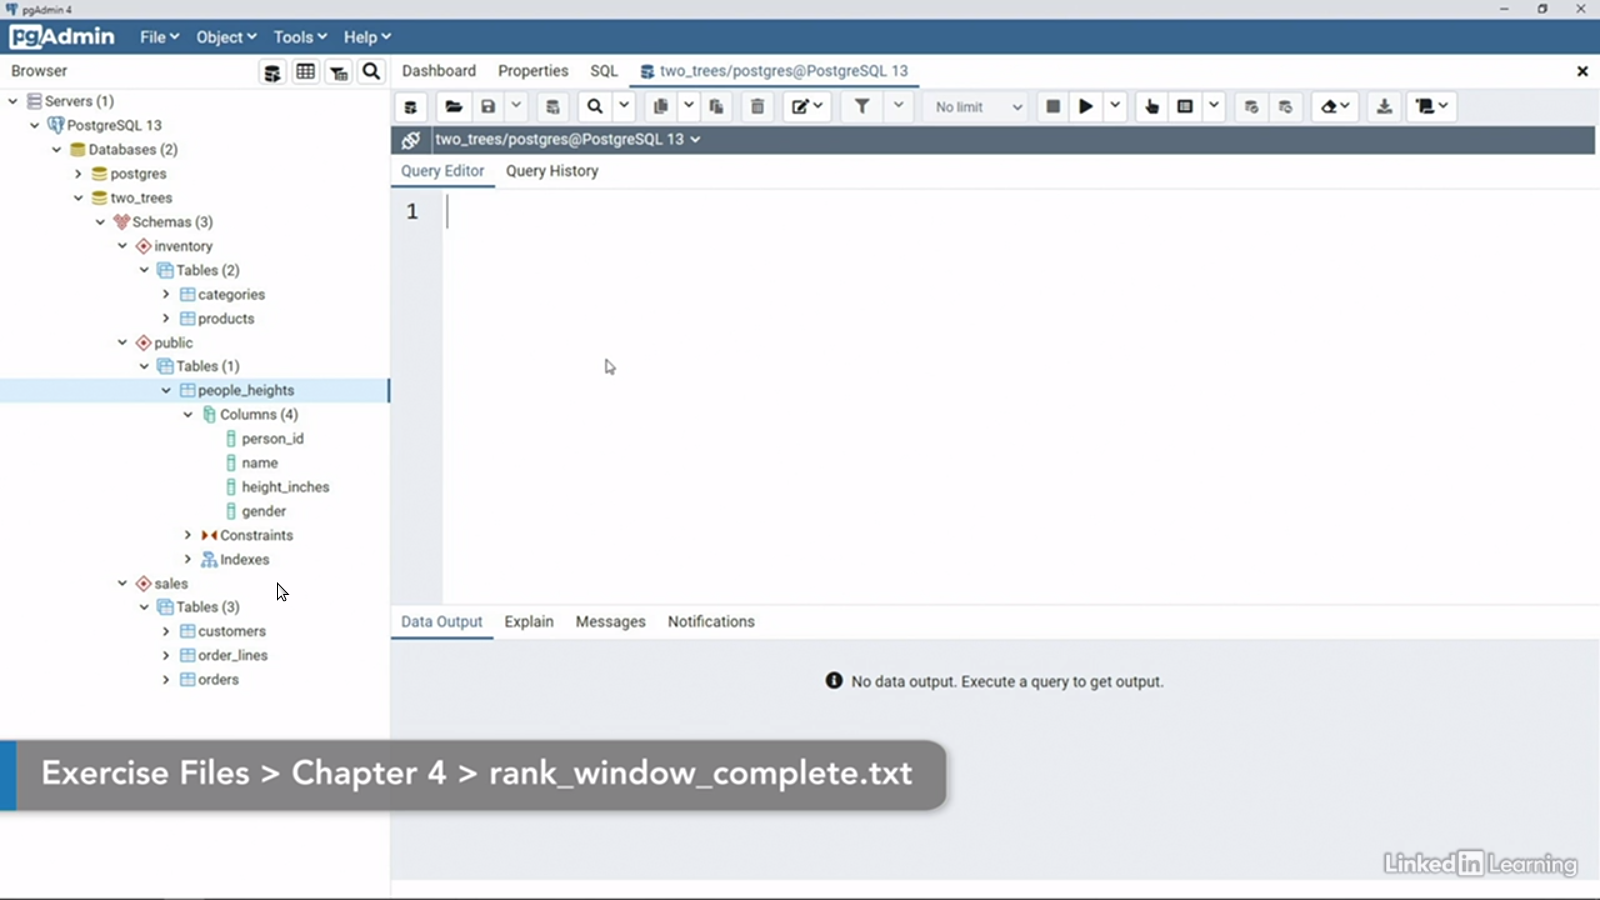 pgAdmin 4
pgAdmin File Object Tools Help
Browser
Dashboard Properties SQL two_trees/postgres@PostgreSQL 13
No limit
two_trees/postgres@PostgreSQL 13
Query Editor Query History
1
Servers (1)
PostgreSQL 13
Databases (2)
postgres
two_trees
Schemas (3)
inventory
Tables (2)
categories
products
public
Tables (1)
people_heights
Columns (4)
person_id
name
height_inches
gender
Constraints
Indexes
sales
Tables (3)
customers
order_lines
orders
Data Output Explain Messages Notifications
No data output. Execute a query to get output.
Exercise Files > Chapter 4 > rank_window_complete.txt
LinkedIn Learning